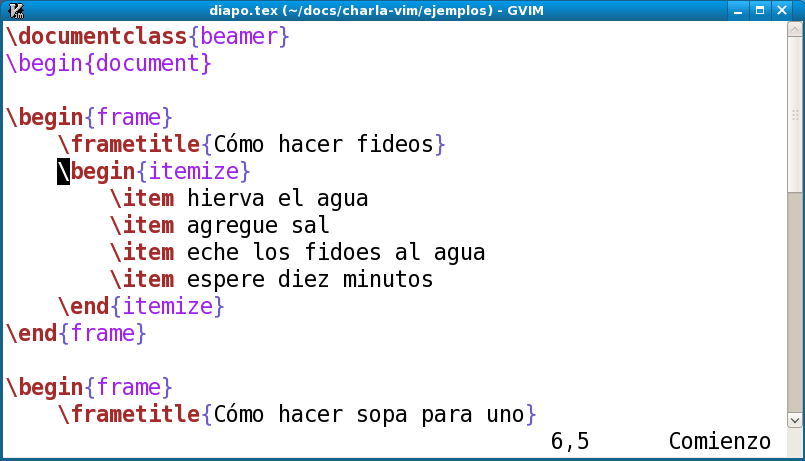 diapo.tex (~/docs/charla-vim/ejemplos) - GVIM
\documentclass{beamer}
\begin{document}
\begin{frame}
\frametitle{Cómo hacer fideos}
\begin{itemize}
\item hierva el agua
\item agregue sal
\item eche los fidoes al agua
\item espere diez minutos
\end{itemize}
\end{frame}
\begin{frame}
\frametitle{Cómo hacer sopa para uno}
6,5 Comienzo